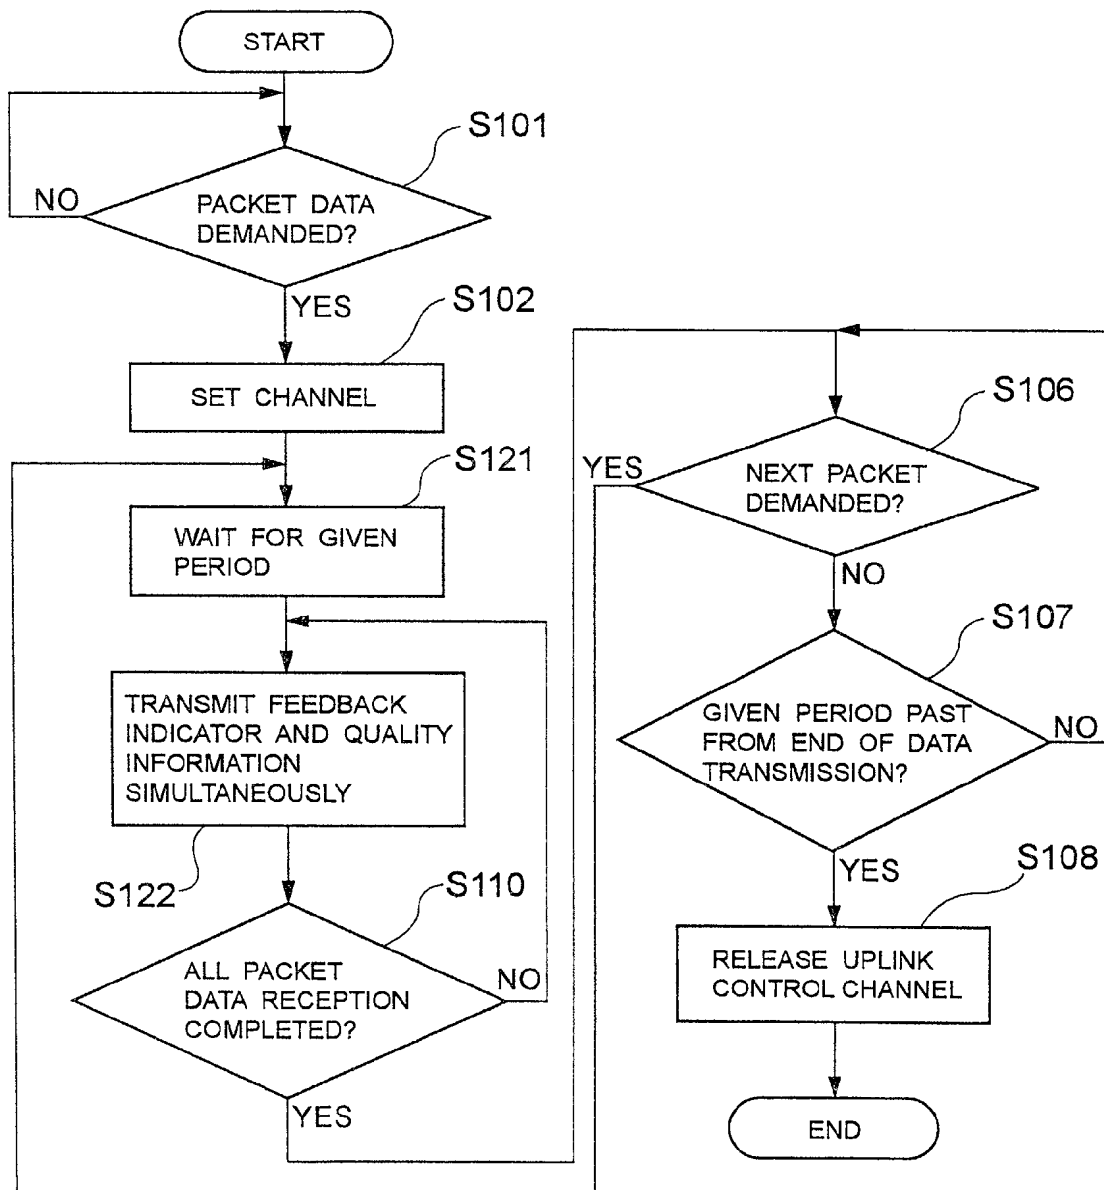 START
S101
NO
PACKET DATA
DEMANDED?
YES
S102
SET CHANNEL
S121
WAIT FOR GIVEN
PERIOD
TRANSMIT FEEDBACK
INDICATOR AND QUALITY
INFORMATION
SIMULTANEOUSLY
S122
S110
ALL PACKET
DATA RECEPTION
COMPLETED?
NO
YES
S106
YES
NEXT PACKET
DEMANDED?
NO
S107
GIVEN PERIOD PAST
FROM END OF DATA
TRANSMISSION?
NO
YES
S108
RELEASE UPLINK
CONTROL CHANNEL
END